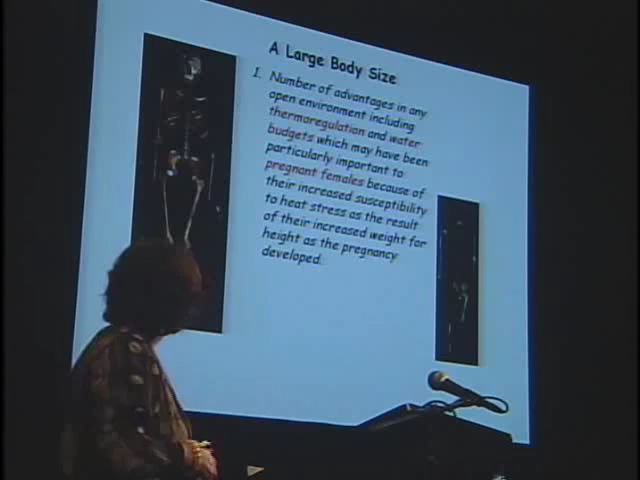 A Large Body Size
1. Number of advantages in any
open environment including
thermoregulation and water
budgets which may have been
particularly important to
pregnant females because of
their increased susceptibility
to heat stress as the result
of their increased weight for
height as the pregnancy
developed.